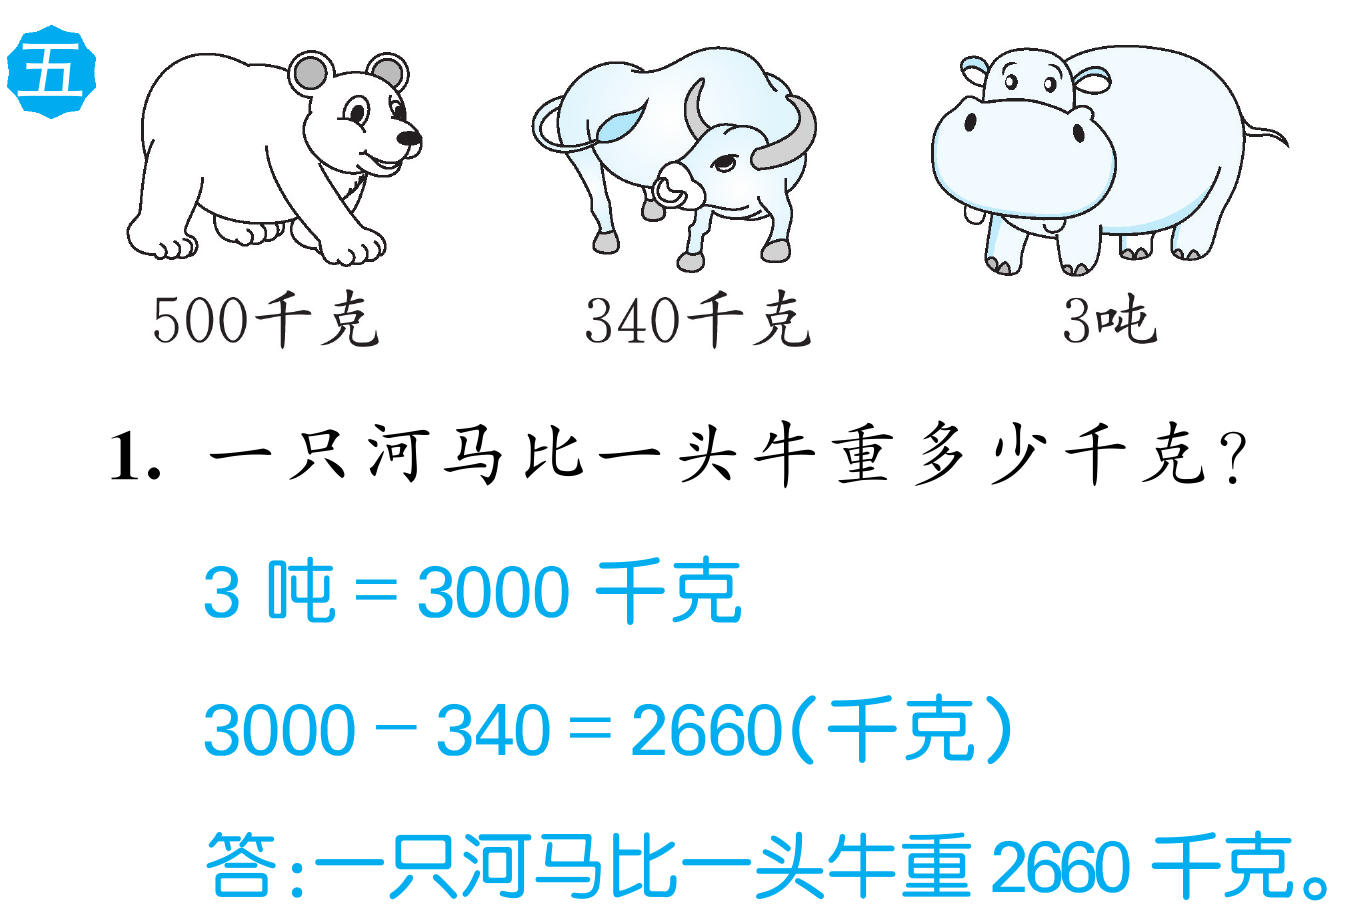 五
500千克 340千克 3吨
1. 一只河马比一头牛重多少千克?
3 吨=3000 千克
3000-340=2660(千克)
答:一只河马比一头牛重 2660 千克。